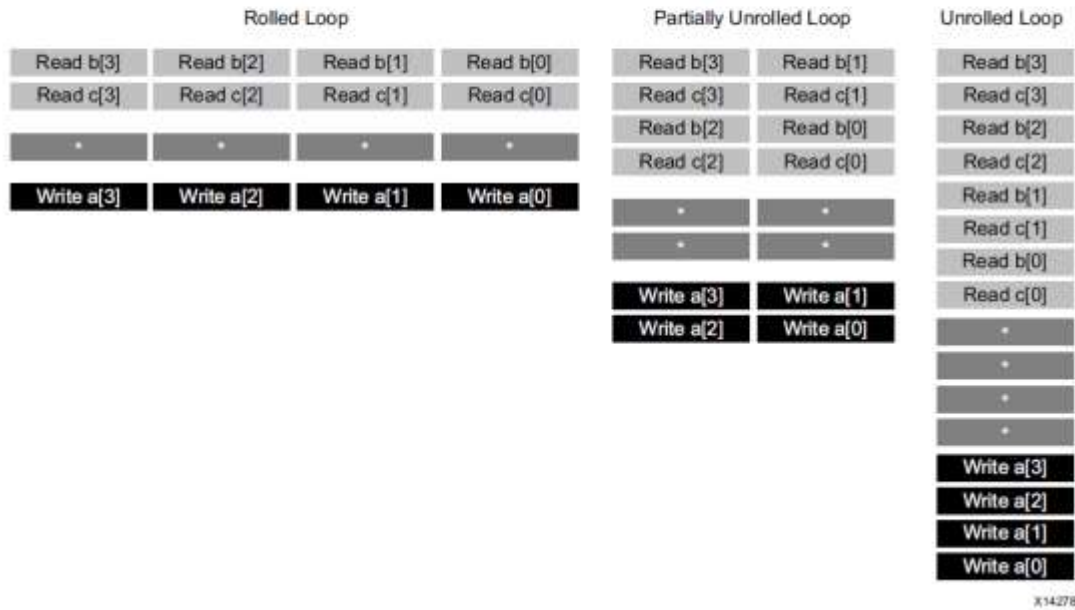 Rolled Loop Partially Unrolled Loop Unrolled Loop
Read b[3] Read b[2] Read b[1] Read b[0] Read b[3] Read b[1] Read b[3]
Read c[3] Read c[2] Read c[1] Read c[0] Read c[3] Read c[1] Read c[3]
Read b[2] Read b[0] Read b[2]
Read c[2] Read c[0] Read c[2]
* * * *
Write a[3] Write a[2] Write a[1] Write a[0] Read b[1]
* * Read c[1]
* * Read b[0]
Write a[3] Write a[1] Read c[0]
Write a[2] Write a[0] *
*
*
*
Write a[3]
Write a[2]
Write a[1]
Write a[0]
X14278